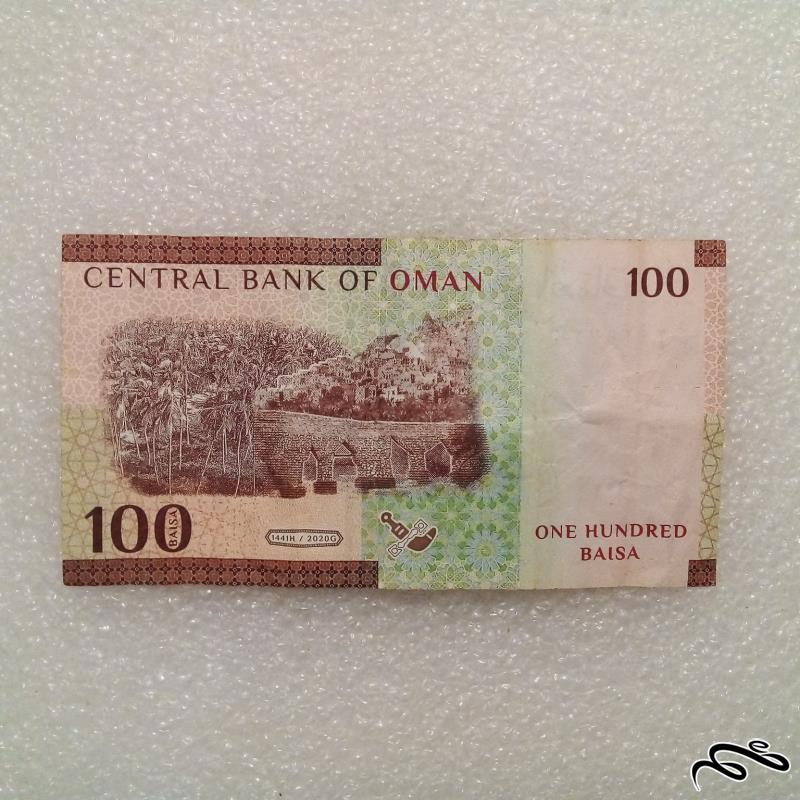 CENTRAL BANK OF OMAN
100
100 BAISA
1441H / 2020G
ONE HUNDRED
BAISA